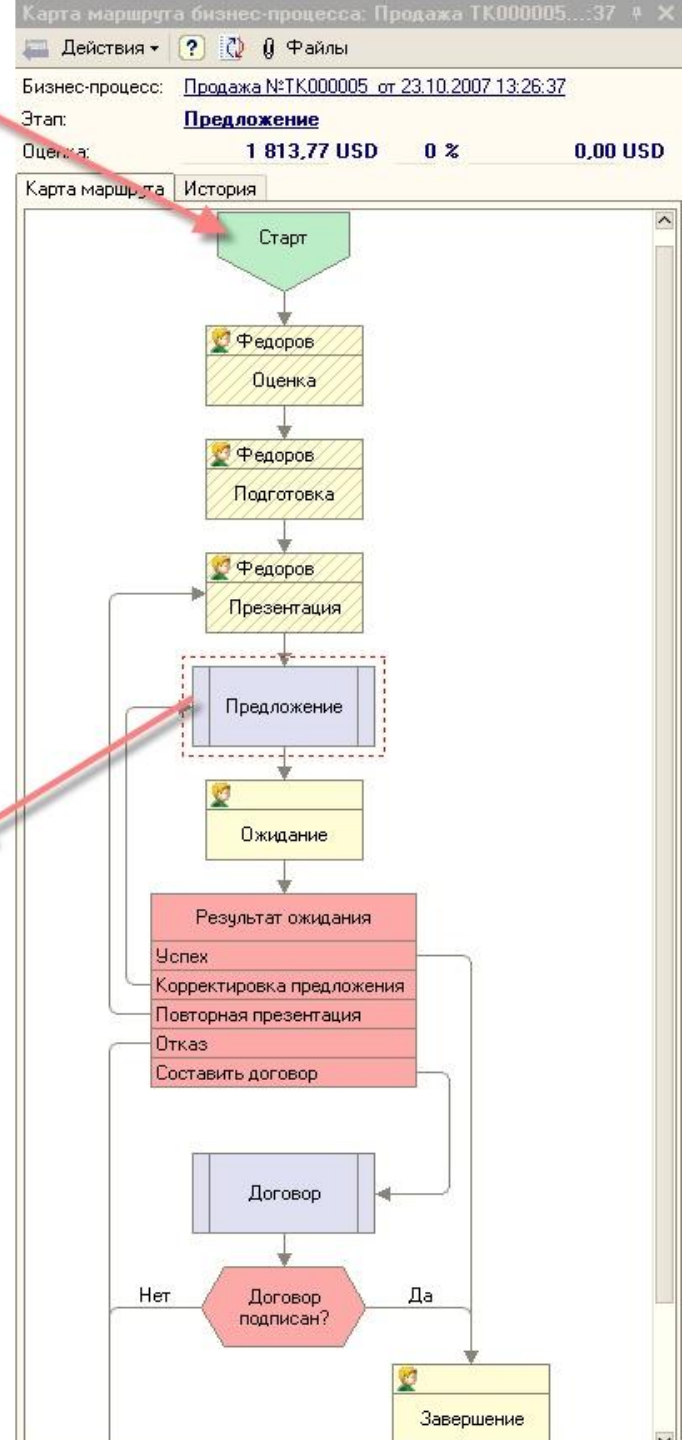 Карта маршрута бизнес-процесса: Продажа ТК000005...:37
Действия
?
Файлы
Бизнес-процесс: Продажа №ТК000005 от 23.10.2007 13:26:37
Этап: Предложение
Оценка: 1 813,77 USD 0 % 0,00 USD
Карта маршрута История
Старт
Федоров
Оценка
Федоров
Подготовка
Федоров
Презентация
Предложение
Ожидание
Результат ожидания
Успех
Корректировка предложения
Повторная презентация
Отказ
Составить договор
Договор
Нет
Договор
подписан?
Да
Завершение